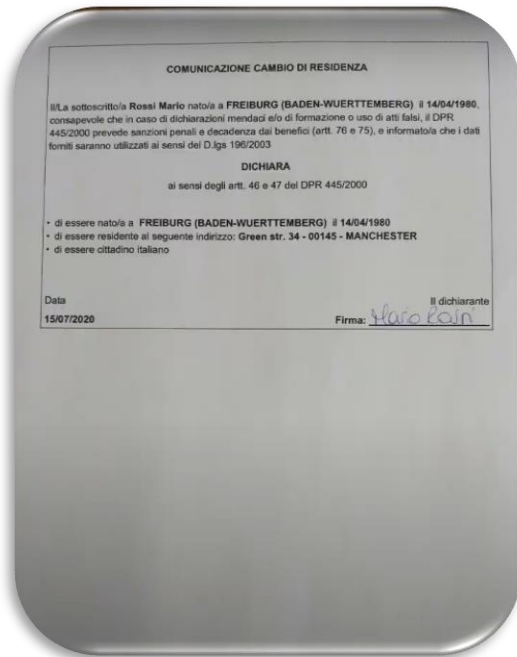 COMUNICAZIONE CAMBIO DI RESIDENZA
Il/La sottoscritto/a Rossi Mario nato/a a FREIBURG (BADEN-WUERTTEMBERG) il 14/04/1980,
consapevole che in caso di dichiarazioni mendaci e/o di formazione o uso di atti falsi, il DPR
445/2000 prevede sanzioni penali e decadenza dai benefici (artt. 76 e 75), e informato/a che i dati
forniti saranno utilizzati ai sensi del D.lgs 196/2003
DICHIARA
ai sensi degli artt. 46 e 47 del DPR 445/2000
• di essere nato/a a FREIBURG (BADEN-WUERTTEMBERG) il 14/04/1980
• di essere residente al seguente indirizzo: Green str. 34 - 00145 - MANCHESTER
• di essere cittadino italiano
Data Il dichiarante
15/07/2020 Firma: Mario Rossi